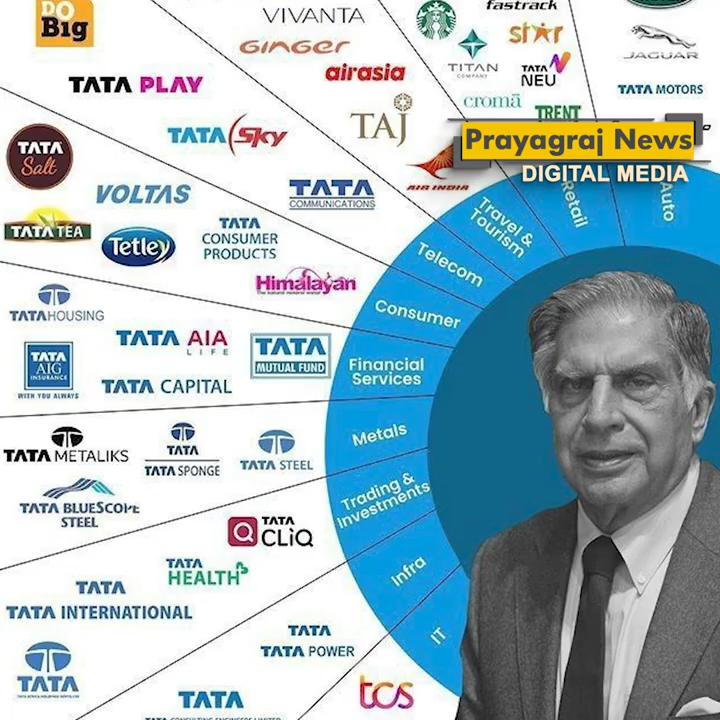 DO
Big
VIVANTA
GINGER
airasia
TATA PLAY
TATA
Sky
TAJ
fastrack
STARBUCKS
star
TITAN
COMPANY
TATA
NEU
cromā
TRENT
JAGUAR
TATA MOTORS
Prayagraj News
DIGITAL MEDIA
AIR INDIA
TATA
Salt
VOLTAS
TATA
COMMUNICATIONS
TATA TEA
Tetley
TATA
CONSUMER
PRODUCTS
Himalayan
Auto
Retail
Travel &
Tourism
Telecom
Consumer
Financial
Services
Metals
Trading &
Investments
Infra
IT
TATA HOUSING
TATA AIA
LIFE
TATA
MUTUAL FUND
TATA
AIG
INSURANCE
WITH YOU ALWAYS
TATA CAPITAL
TATA METALIKS
TATA
TATA SPONGE
TATA STEEL
TATA BLUESCOPE
STEEL
TATA
CLiQ
TATA
HEALTH
TATA
TATA INTERNATIONAL
TATA
TATA POWER
TATA
TATA
tcs